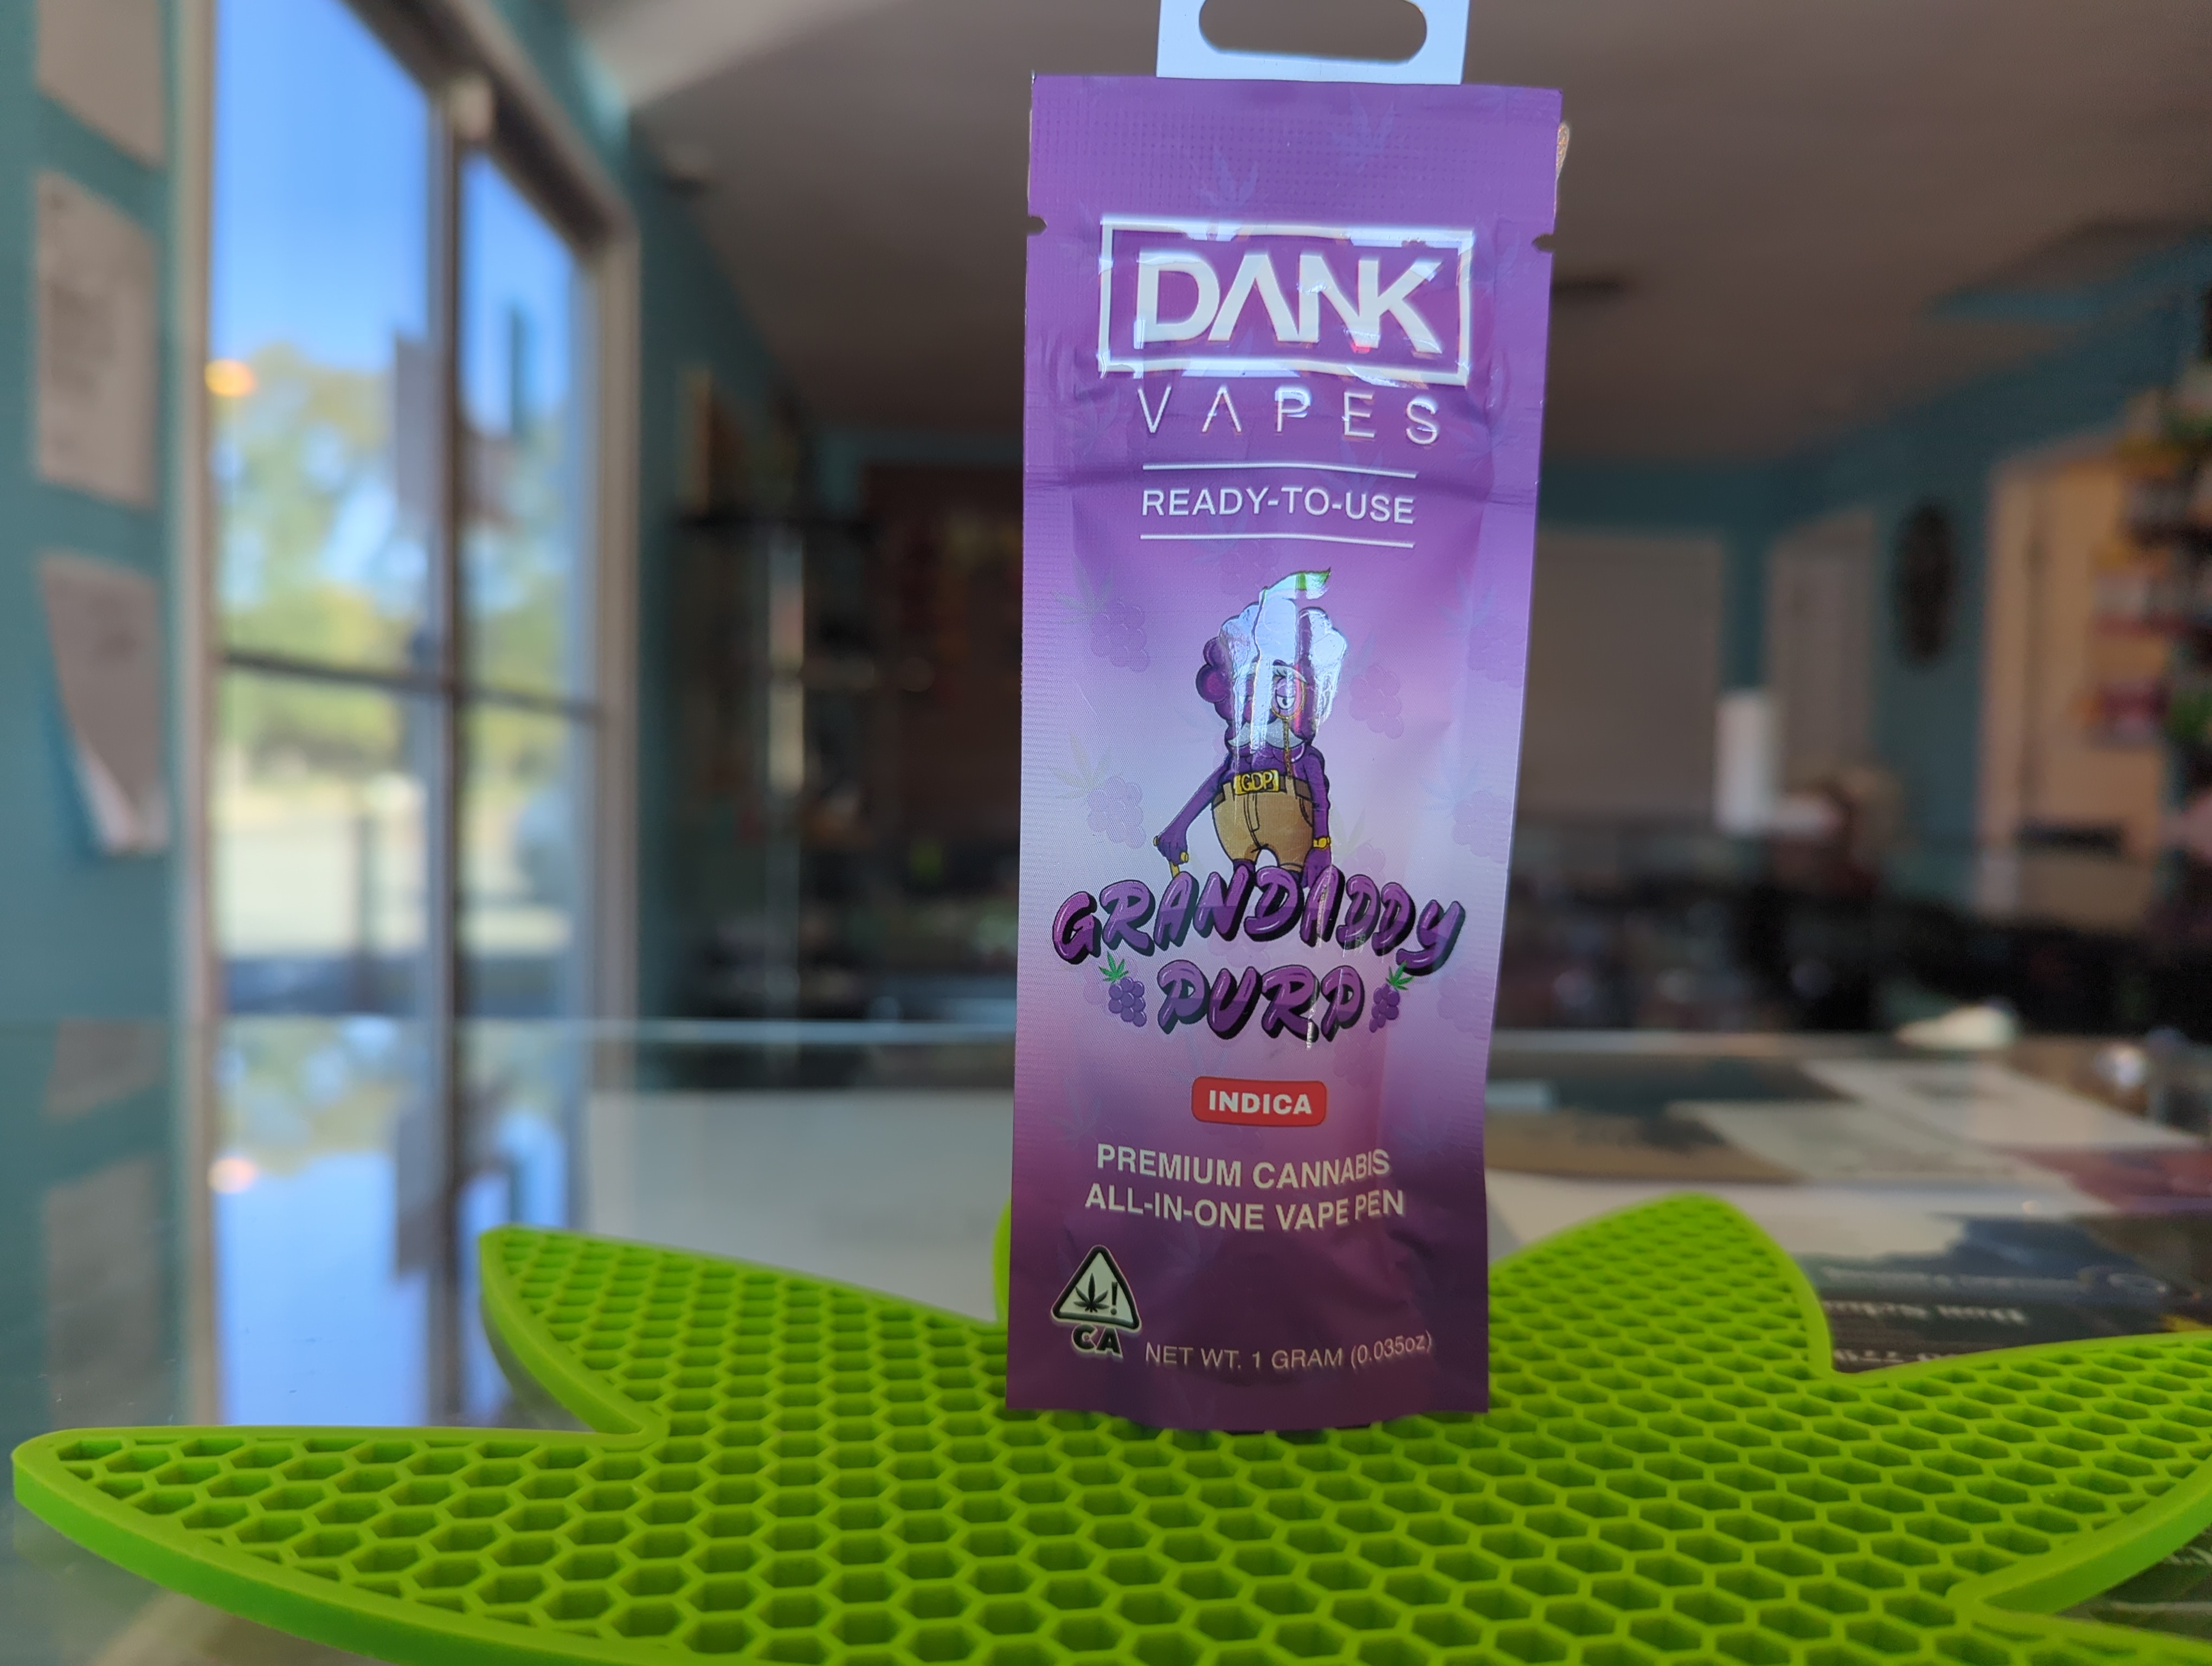 DANK
VAPES
READY-TO-USE
GDP
GRANDADDY
PURP
INDICA
PREMIUM CANNABIS
ALL-IN-ONE VAPE PEN
!
CA
NET WT. 1 GRAM (0.035oz)